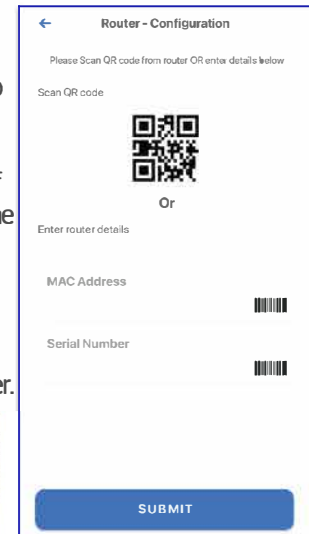 Router - Configuration
Please Scan QR code from router OR enter details below
Scan QR code
Or
Enter router details
MAC Address
Serial Number
er.
SUBMIT